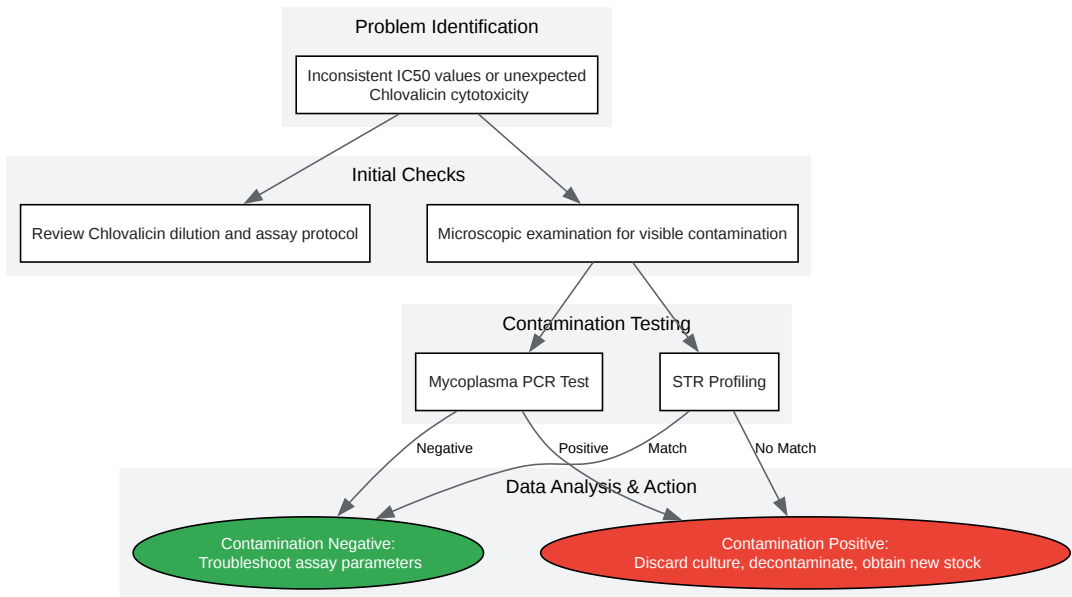 Problem Identification
Inconsistent IC50 values or unexpected
Chlovalicin cytotoxicity
Initial Checks
Review Chlovalicin dilution and assay protocol
Microscopic examination for visible contamination
Contamination Testing
Mycoplasma PCR Test
STR Profiling
Negative
Positive
Match
No Match
Data Analysis & Action
Contamination Negative:
Troubleshoot assay parameters
Contamination Positive:
Discard culture, decontaminate, obtain new stock